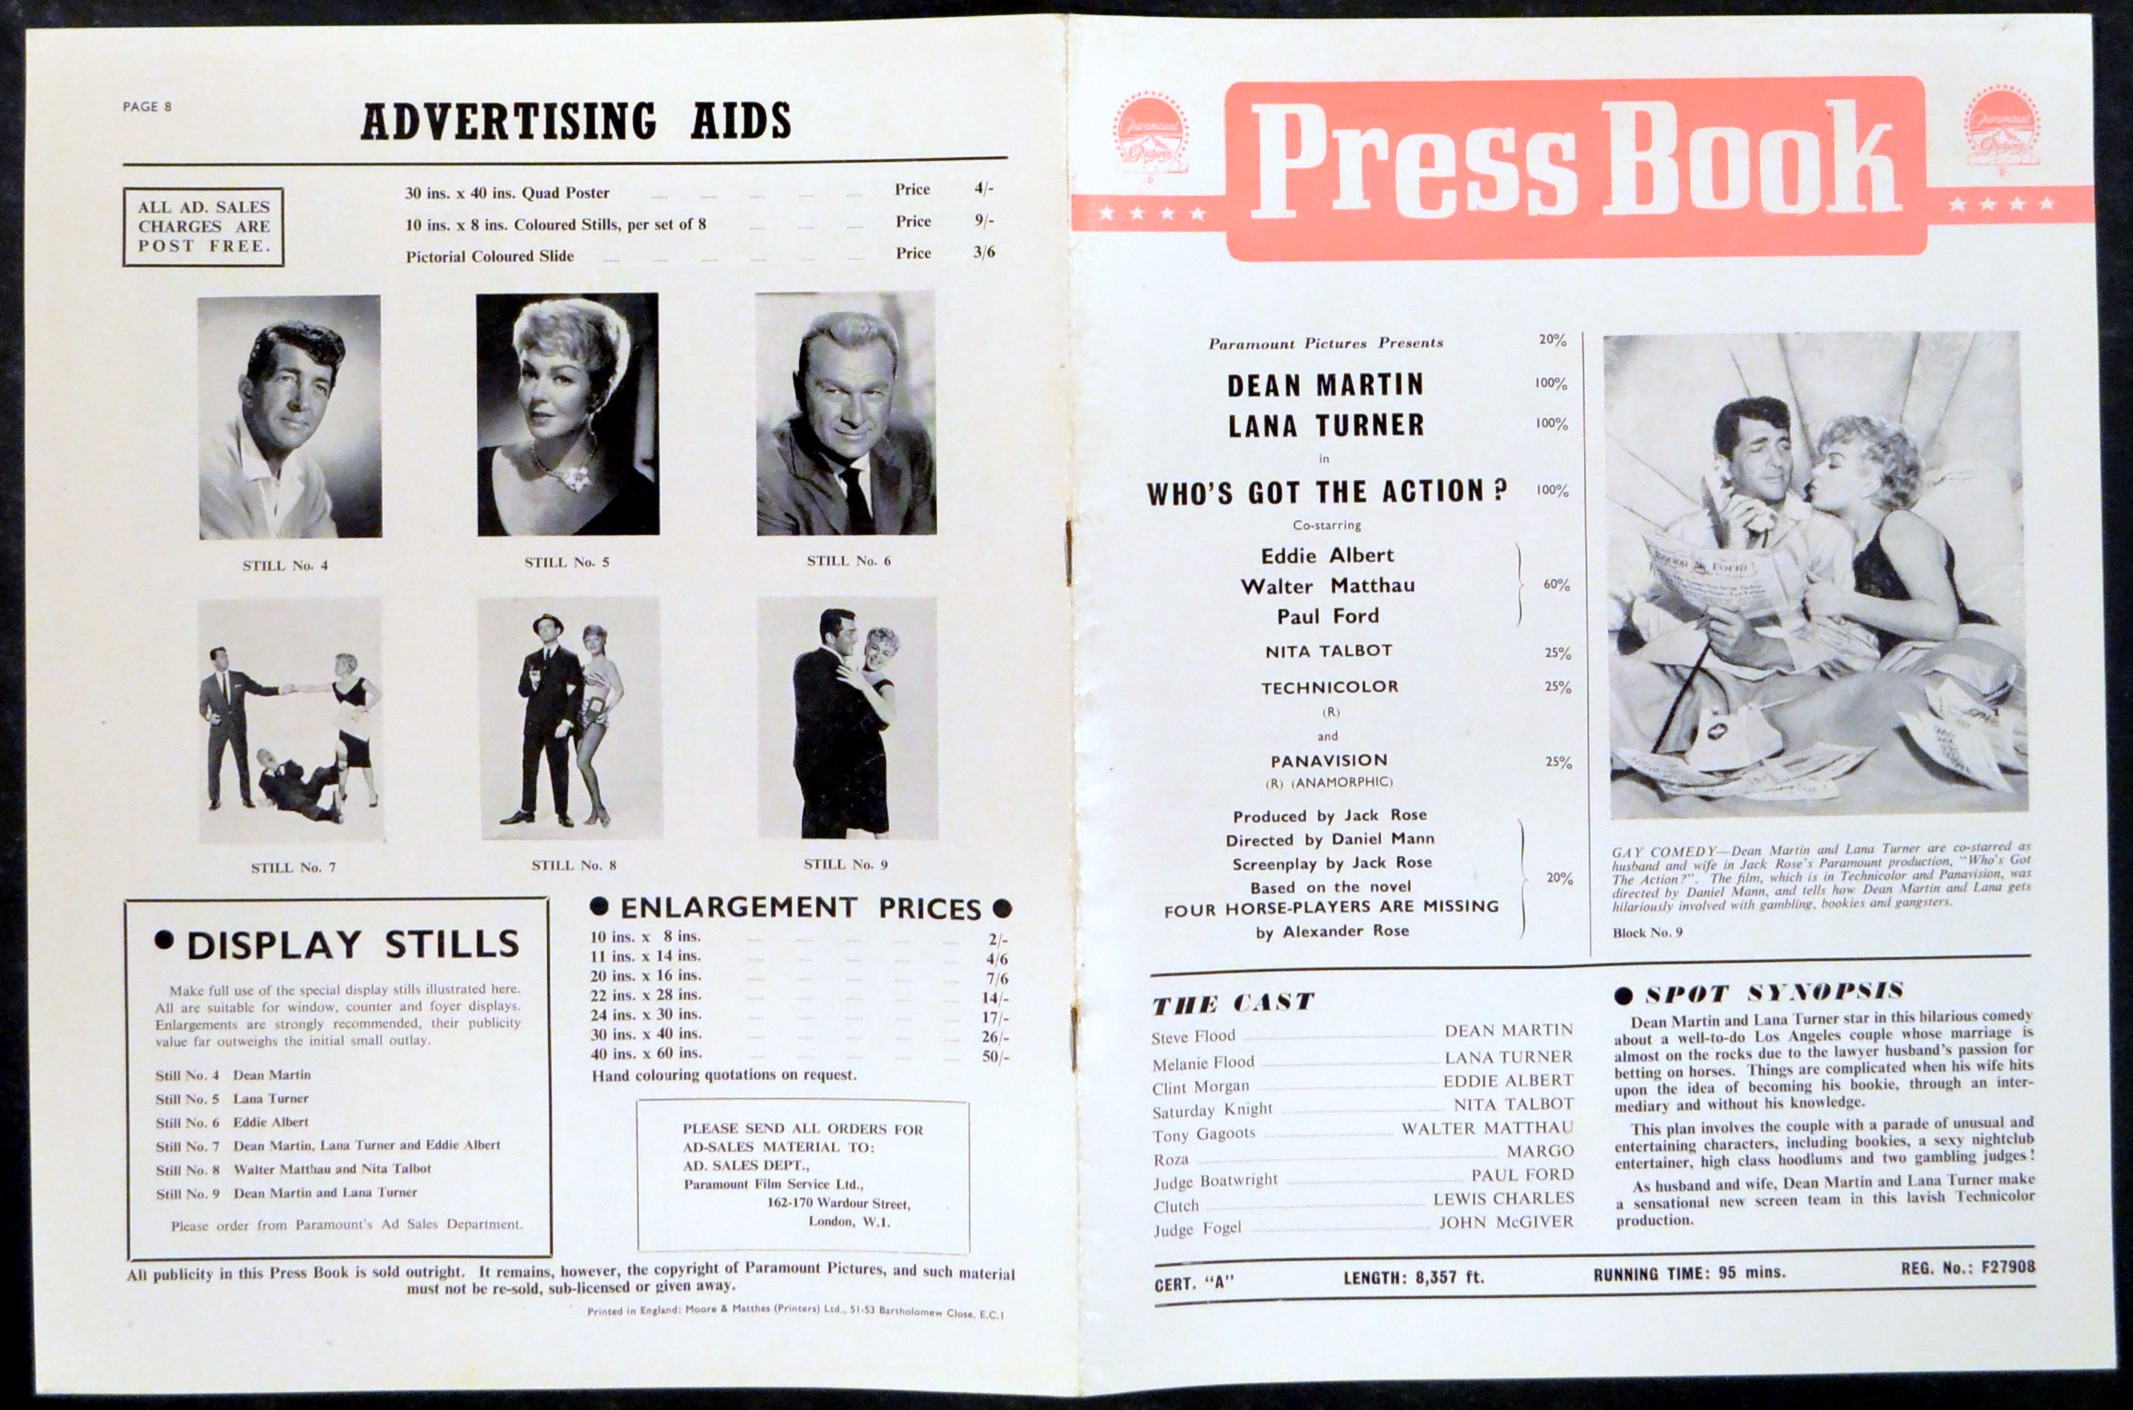 PAGE 8
ADVERTISING AIDS
ALL AD. SALES
CHARGES ARE
POST FREE.
30 ins. x 40 ins. Quad Poster Price 4/-
10 ins. x 8 ins. Coloured Stills, per set of 8 Price 9/-
Pictorial Coloured Slide Price 3/6
STILL No. 4
STILL No. 5
STILL No. 6
STILL No. 7
STILL No. 8
STILL No. 9
● DISPLAY STILLS
Make full use of the special display stills illustrated here.
All are suitable for window, counter and foyer displays.
Enlargements are strongly recommended, their publicity
value far outweighs the initial small outlay.
Still No. 4 Dean Martin
Still No. 5 Lana Turner
Still No. 6 Eddie Albert
Still No. 7 Dean Martin, Lana Turner and Eddie Albert
Still No. 8 Walter Matthau and Nita Talbot
Still No. 9 Dean Martin and Lana Turner
Please order from Paramount's Ad Sales Department.
● ENLARGEMENT PRICES ●
10 ins. x 8 ins. 2/-
11 ins. x 14 ins. 4/6
20 ins. x 16 ins. 7/6
22 ins. x 28 ins. 14/-
24 ins. x 30 ins. 17/-
30 ins. x 40 ins. 26/-
40 ins. x 60 ins. 50/-
Hand colouring quotations on request.
PLEASE SEND ALL ORDERS FOR
AD-SALES MATERIAL TO:
AD. SALES DEPT.,
Paramount Film Service Ltd.,
162-170 Wardour Street,
London, W.1.
All publicity in this Press Book is sold outright. It remains, however, the copyright of Paramount Pictures, and such material
must not be re-sold, sub-licensed or given away.
Printed in England: Moore & Matthes (Printers) Ltd., 51-53 Bartholomew Close, E.C.1
Paramount
Pictures
Press Book
Paramount
Pictures
Paramount Pictures Presents 20%
DEAN MARTIN 100%
LANA TURNER 100%
in
WHO'S GOT THE ACTION? 100%
Co-starring
Eddie Albert
Walter Matthau 60%
Paul Ford
NITA TALBOT 25%
TECHNICOLOR 25%
(R)
and
PANAVISION 25%
(R) (ANAMORPHIC)
Produced by Jack Rose
Directed by Daniel Mann
Screenplay by Jack Rose
Based on the novel 20%
FOUR HORSE-PLAYERS ARE MISSING
by Alexander Rose
GAY COMEDY—Dean Martin and Lana Turner are co-starred as
husband and wife in Jack Rose's Paramount production, "Who's Got
The Action?". The film, which is in Technicolor and Panavision, was
directed by Daniel Mann, and tells how Dean Martin and Lana gets
hilariously involved with gambling, bookies and gangsters.
Block No. 9
THE CAST
Steve Flood DEAN MARTIN
Melanie Flood LANA TURNER
Clint Morgan EDDIE ALBERT
Saturday Knight NITA TALBOT
Tony Gagoots WALTER MATTHAU
Roza MARGO
Judge Boatwright PAUL FORD
Clutch LEWIS CHARLES
Judge Fogel JOHN McGIVER
● SPOT SYNOPSIS
Dean Martin and Lana Turner star in this hilarious comedy
about a well-to-do Los Angeles couple whose marriage is
almost on the rocks due to the lawyer husband's passion for
betting on horses. Things are complicated when his wife hits
upon the idea of becoming his bookie, through an inter-
mediary and without his knowledge.
This plan involves the couple with a parade of unusual and
entertaining characters, including bookies, a sexy nightclub
entertainer, high class hoodlums and two gambling judges!
As husband and wife, Dean Martin and Lana Turner make
a sensational new screen team in this lavish Technicolor
production.
CERT. "A" LENGTH: 8,357 ft. RUNNING TIME: 95 mins. REG. No.: F27908